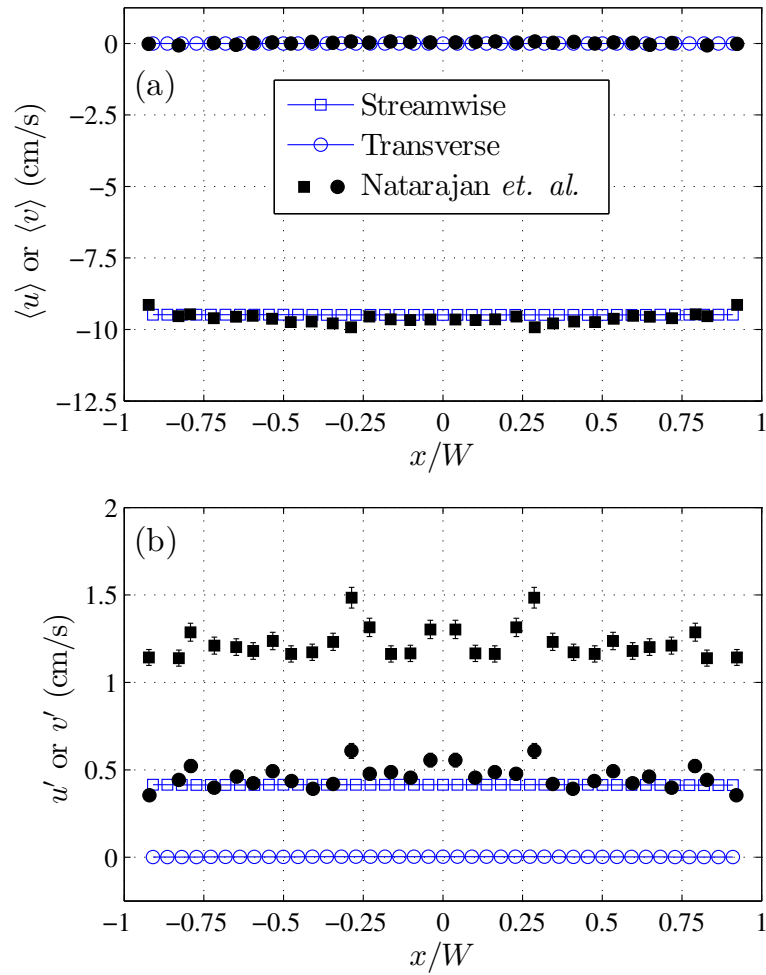 0
−2.5
−5
−7.5
−10
−12.5
⟨u⟩ or ⟨v⟩ (cm/s)
(a)
Streamwise
Transverse
Natarajan et. al.
−1 −0.75 −0.5 −0.25 0 0.25 0.5 0.75 1
x/W
2
1.5
1
0.5
0
u′ or v′ (cm/s)
(b)
−1 −0.75 −0.5 −0.25 0 0.25 0.5 0.75 1
x/W